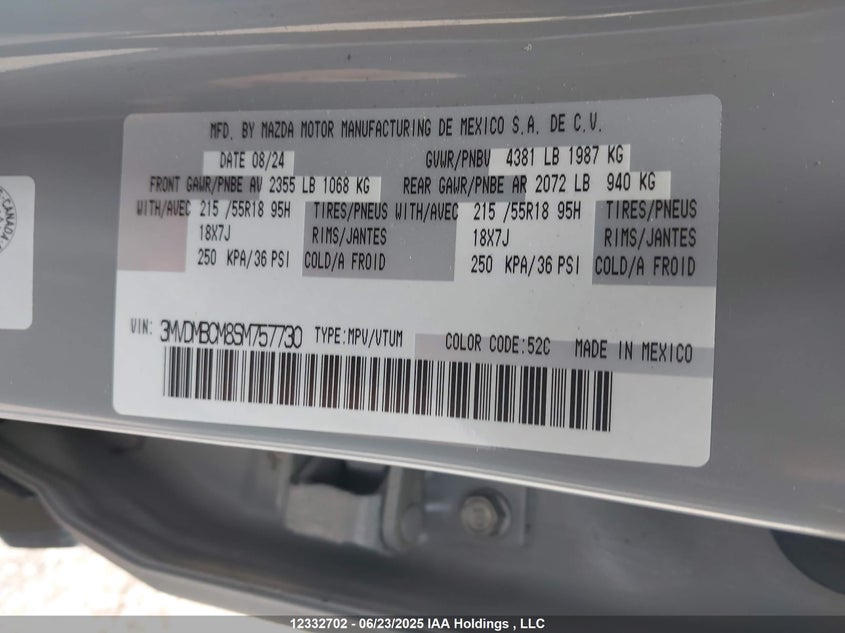 MFD. BY MAZDA MOTOR MANUFACTURING DE MEXICO S.A. DE C.V.
DATE 08/24 GVWR/PNBV 4381 LB 1987 KG
FRONT GAWR/PNBE AV 2355 LB 1068 KG REAR GAWR/PNBE AR 2072 LB 940 KG
WITH/AVEC 215 /55R18 95H TIRES/PNEUS WITH/AVEC 215 /55R18 95H TIRES/PNEUS
18X7J RIMS/JANTES 18X7J RIMS/JANTES
250 KPA/36 PSI COLD/A FROID 250 KPA/36 PSI COLD/A FROID
VIN: 3MVDMBCM8SM757730 TYPE:MPV/VTUM COLOR CODE:52C MADE IN MEXICO
CANADA
12332702 - 06/23/2025 IAA Holdings , LLC